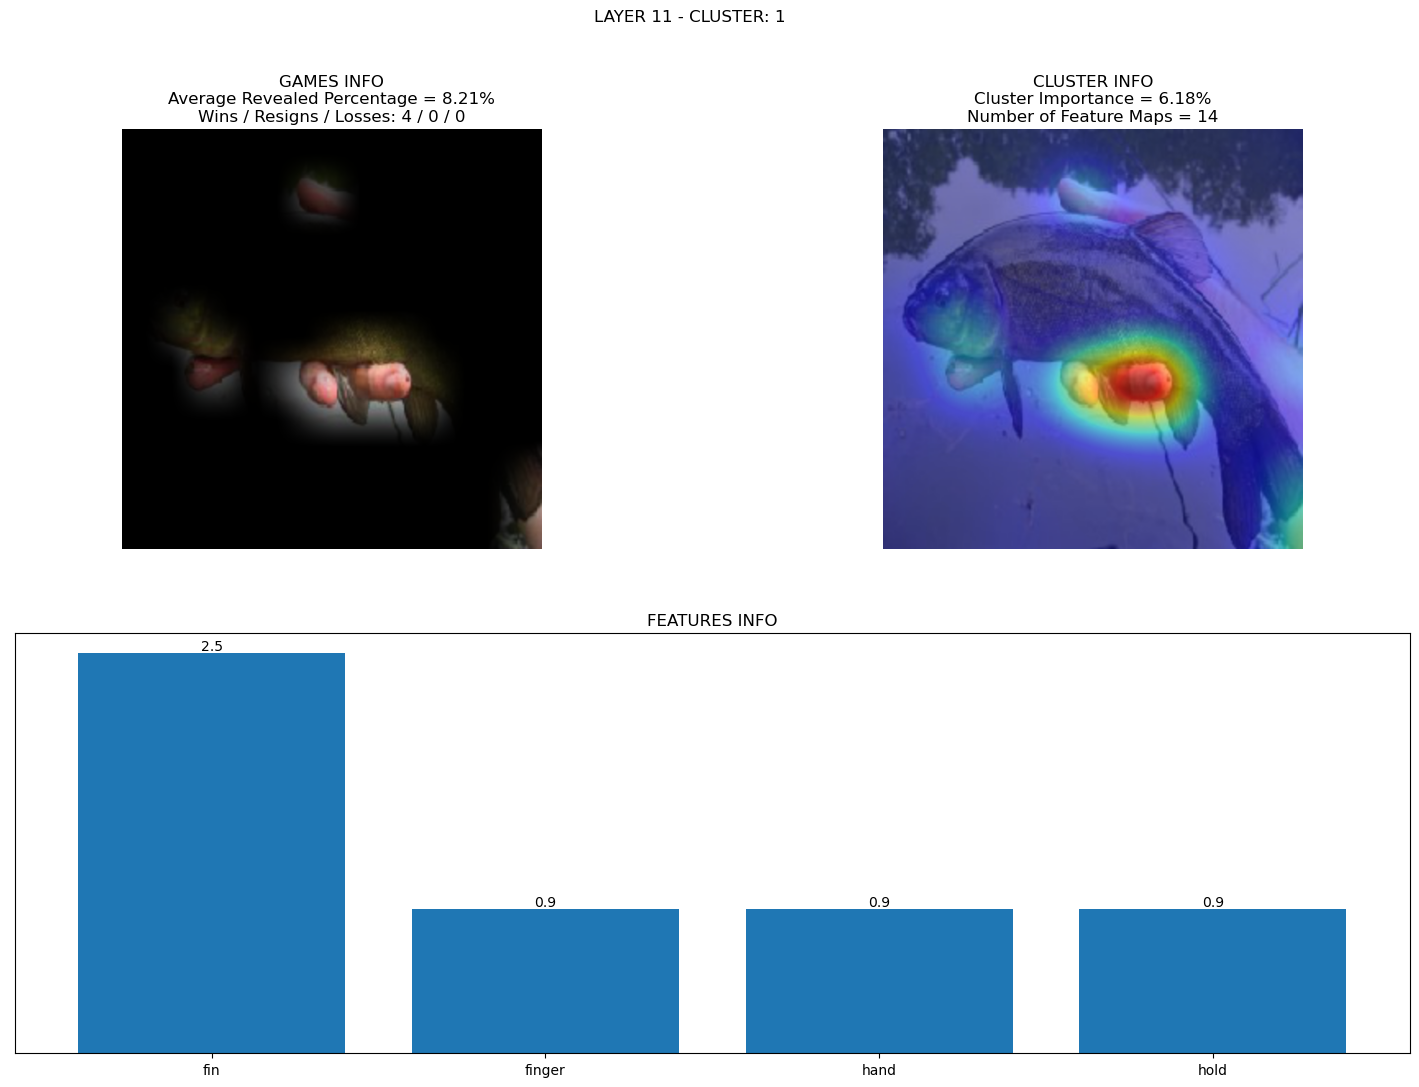 LAYER 11 - CLUSTER: 1
GAMES INFO
Average Revealed Percentage = 8.21%
Wins / Resigns / Losses: 4 / 0 / 0
CLUSTER INFO
Cluster Importance = 6.18%
Number of Feature Maps = 14
FEATURES INFO
2.5
0.9
0.9
0.9
fin
finger
hand
hold